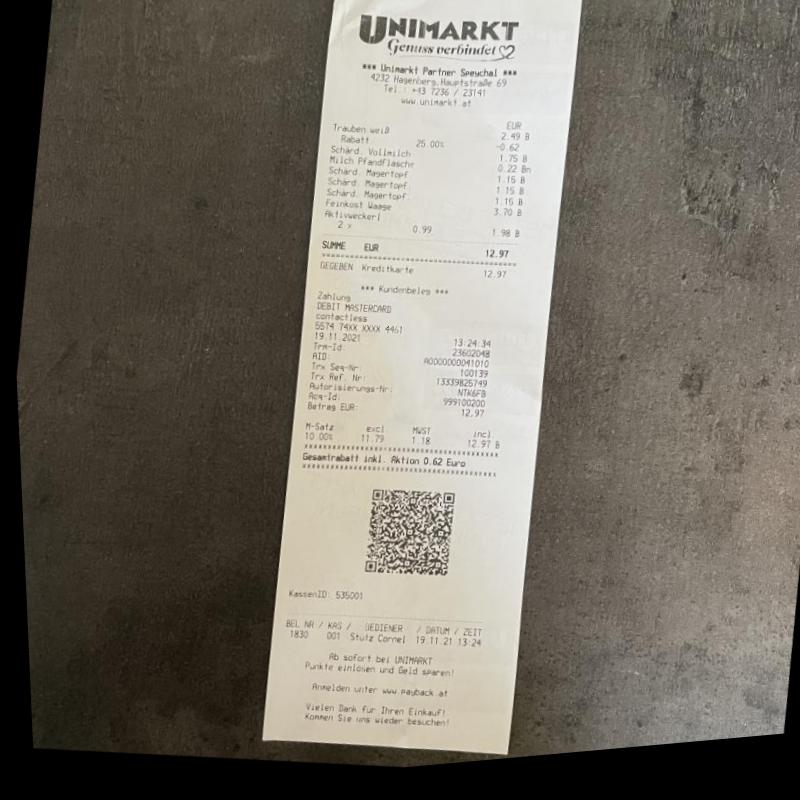 UNIMARKT
Genuss verbindet
*** Unimarkt Partner Speychal ***
4232 Hagenberg, Hauptstraße 69
Tel.: +43 7236 / 23141
www.unimarkt.at
EUR
Trauben weiß 2.49 B
Rabatt 25.00% -0.62
Schärd. Vollmilch 1.75 B
Milch Pfandflasche 0.22 Bn
Schärd. Magertopf. 1.15 B
Schärd. Magertopf. 1.15 B
Schärd. Magertopf. 1.15 B
Feinkost Waage 3.70 B
Aktivweckerl
2 x 0.99 1.98 B
SUMME EUR 12.97
GEGEBEN Kreditkarte 12.97
*** Kundenbeleg ***
Zahlung
DEBIT MASTERCARD
contactless
5574 74XX XXXX 4461
19.11.2021 13:24:34
Trm-Id: 23602048
AID: A0000000041010
Trx Seq-Nr: 100139
Trx Ref. Nr: 13339825749
Autorisierungs-Nr: NTK6FB
Acq-Id: 999100200
Betrag EUR: 12.97
M-Satz excl. MWST incl.
10.00% 11.79 1.18 12.97 B
Gesamtrabatt inkl. Aktion 0.62 Euro
KassenID: 535001
BEL NR / KAS / BEDIENER / DATUM / ZEIT
1830 001 Stutz Cornel 19.11.21 13:24
Ab sofort bei UNIMARKT
Punkte einlösen und Geld sparen!
Anmelden unter www.payback.at
Vielen Dank für Ihren Einkauf!
Kommen Sie uns wieder besuchen!